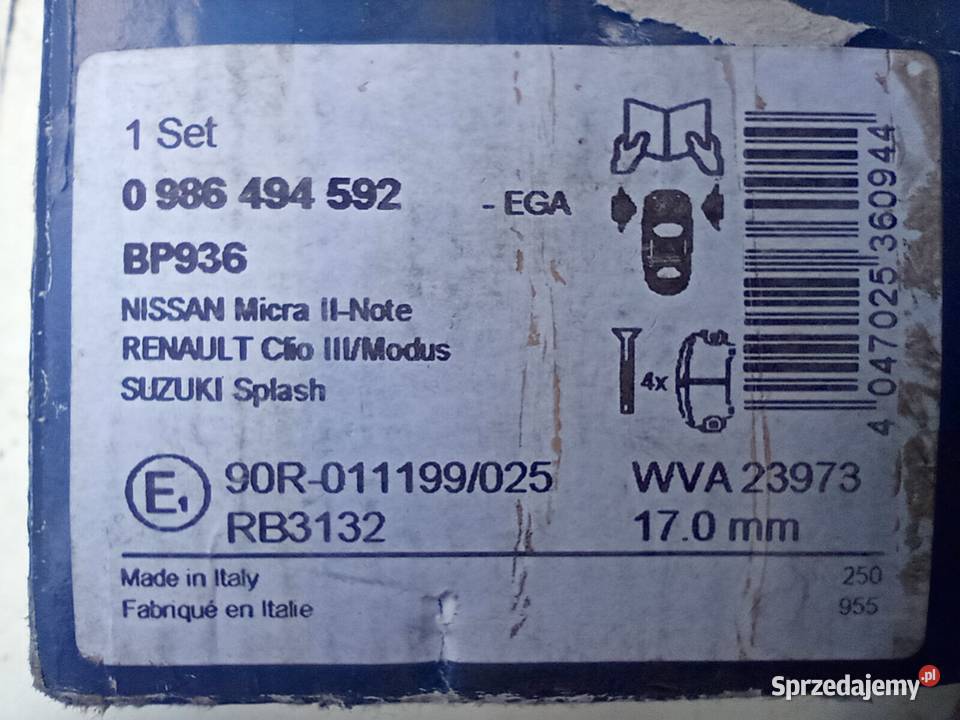 1 Set
0 986 494 592 - EGA
BP936
NISSAN Micra II-Note
RENAULT Clio III/Modus
SUZUKI Splash
4x
4 047025 360944
E1 90R-011199/025 WVA 23973
RB3132 17.0 mm
Made in Italy 250
Fabriqué en Italie 955
Sprzedajemy.pl